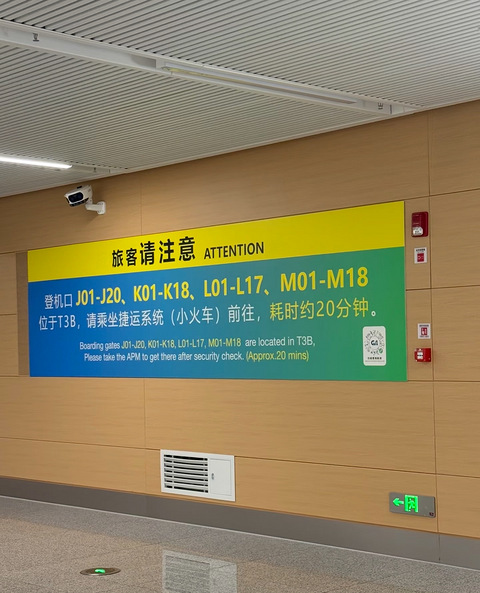 旅客请注意 ATTENTION
登机口 J01-J20、K01-K18、L01-L17、M01-M18
位于T3B，请乘坐捷运系统（小火车）前往，耗时约20分钟。
Boarding gates J01-J20, K01-K18, L01-L17, M01-M18 are located in T3B,
Please take the APM to get there after security check. (Approx.20 mins)